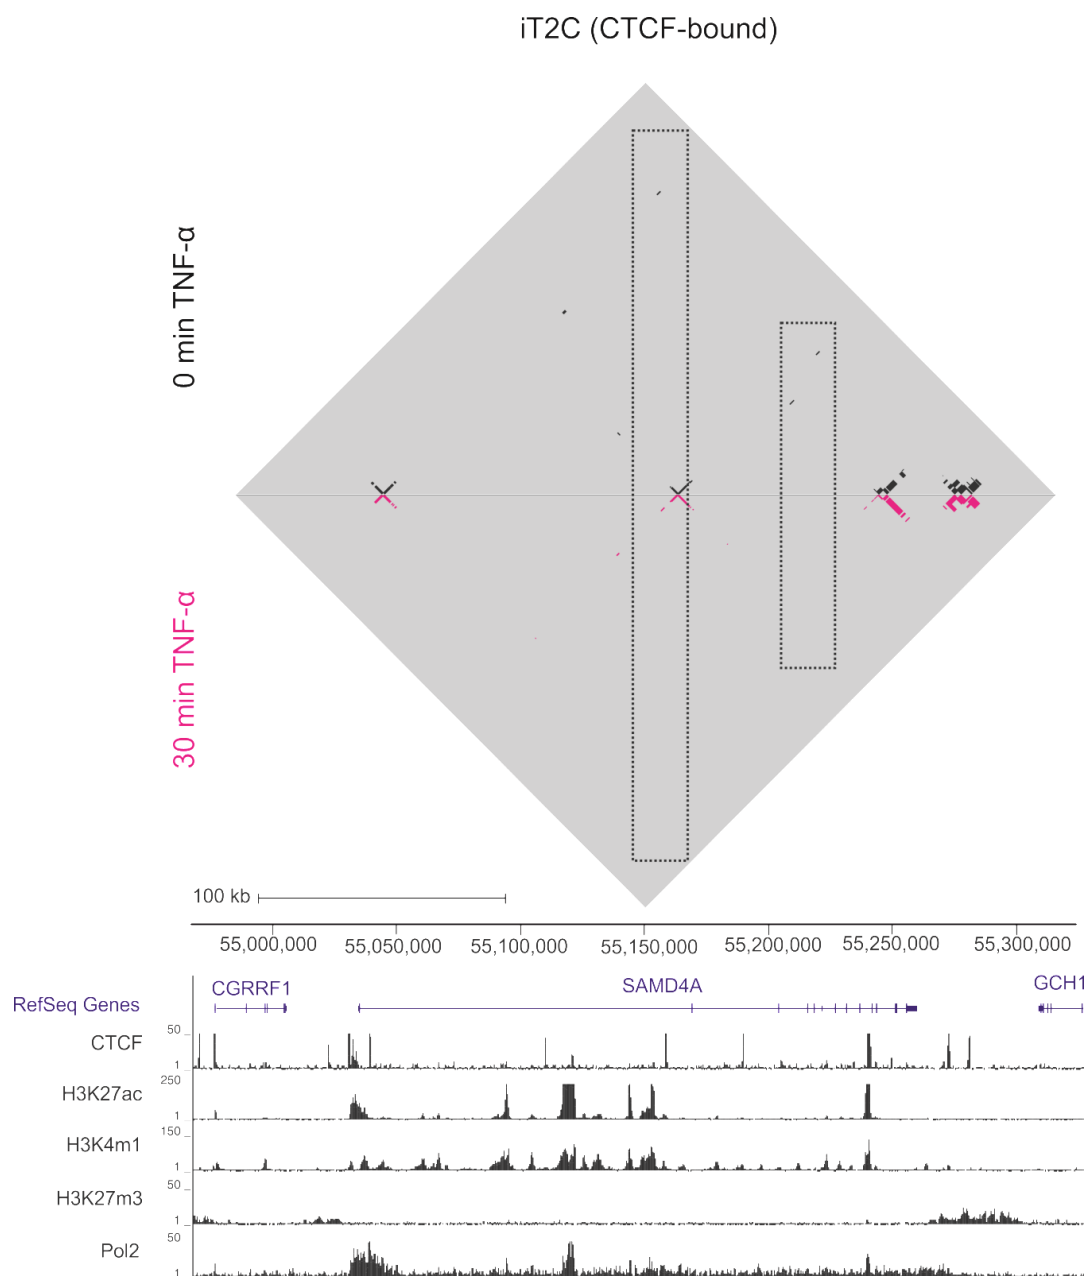 iT2C (CTCF-bound)
0 min TNF-α
30 min TNF-α
100 kb
55,000,000 55,050,000 55,100,000 55,150,000 55,200,000 55,250,000 55,300,000
CGRRF1 SAMD4A GCH1
RefSeq Genes
50
CTCF
1
250
H3K27ac
1
150
H3K4m1
1
50
H3K27m3
1
50
Pol2
1